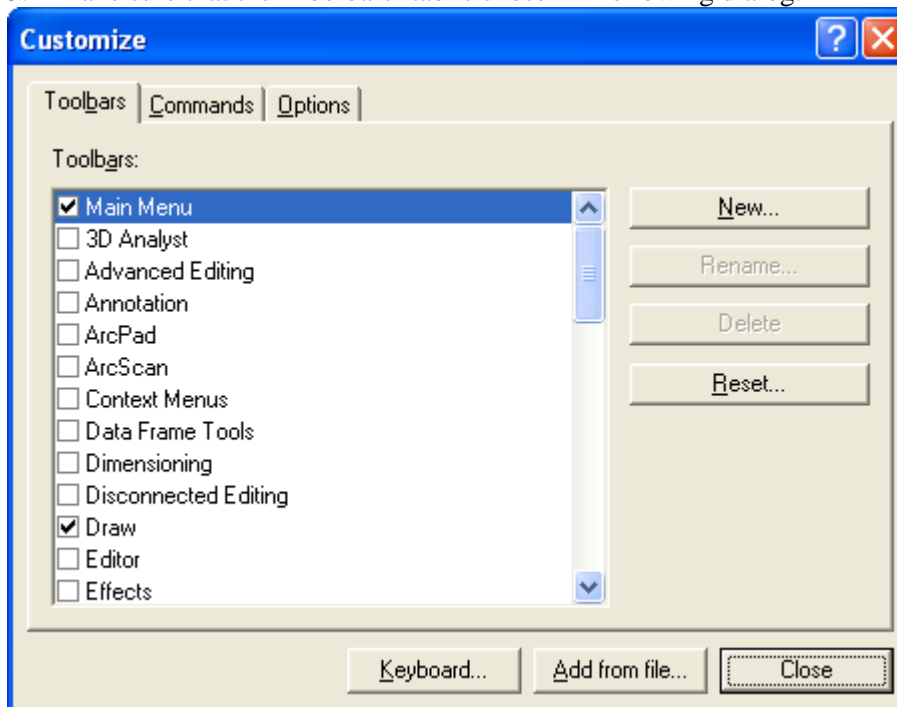 Customize
Toolbars Commands Options
Toolbars:
Main Menu
3D Analyst
Advanced Editing
Annotation
ArcPad
ArcScan
Context Menus
Data Frame Tools
Dimensioning
Disconnected Editing
Draw
Editor
Effects
New...
Rename...
Delete
Reset...
Keyboard... Add from file... Close